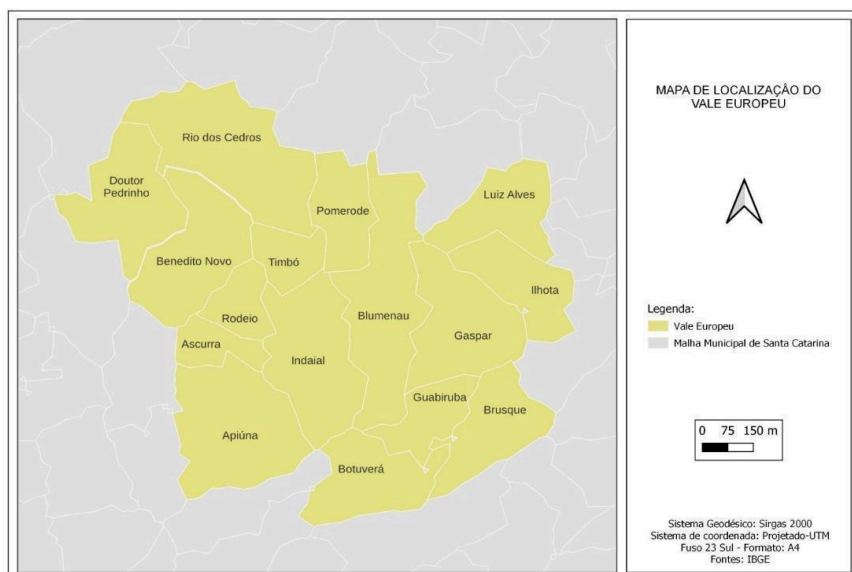 Rio dos Cedros
Doutor
Pedrinho
Pomerode
Luiz Alves
Benedito Novo
Timbó
Ilhota
Rodeio
Blumenau
Gaspar
Ascurra
Indaial
Guabiruba
Brusque
Apiúna
Botuverá
MAPA DE LOCALIZAÇÂO DO
VALE EUROPEU
Legenda:
Vale Europeu
Malha Municipal de Santa Catarina
0 75 150 m
Sistema Geodésico: Sirgas 2000
Sistema de coordenada: Projetado-UTM
Fuso 23 Sul - Formato: A4
Fontes: IBGE